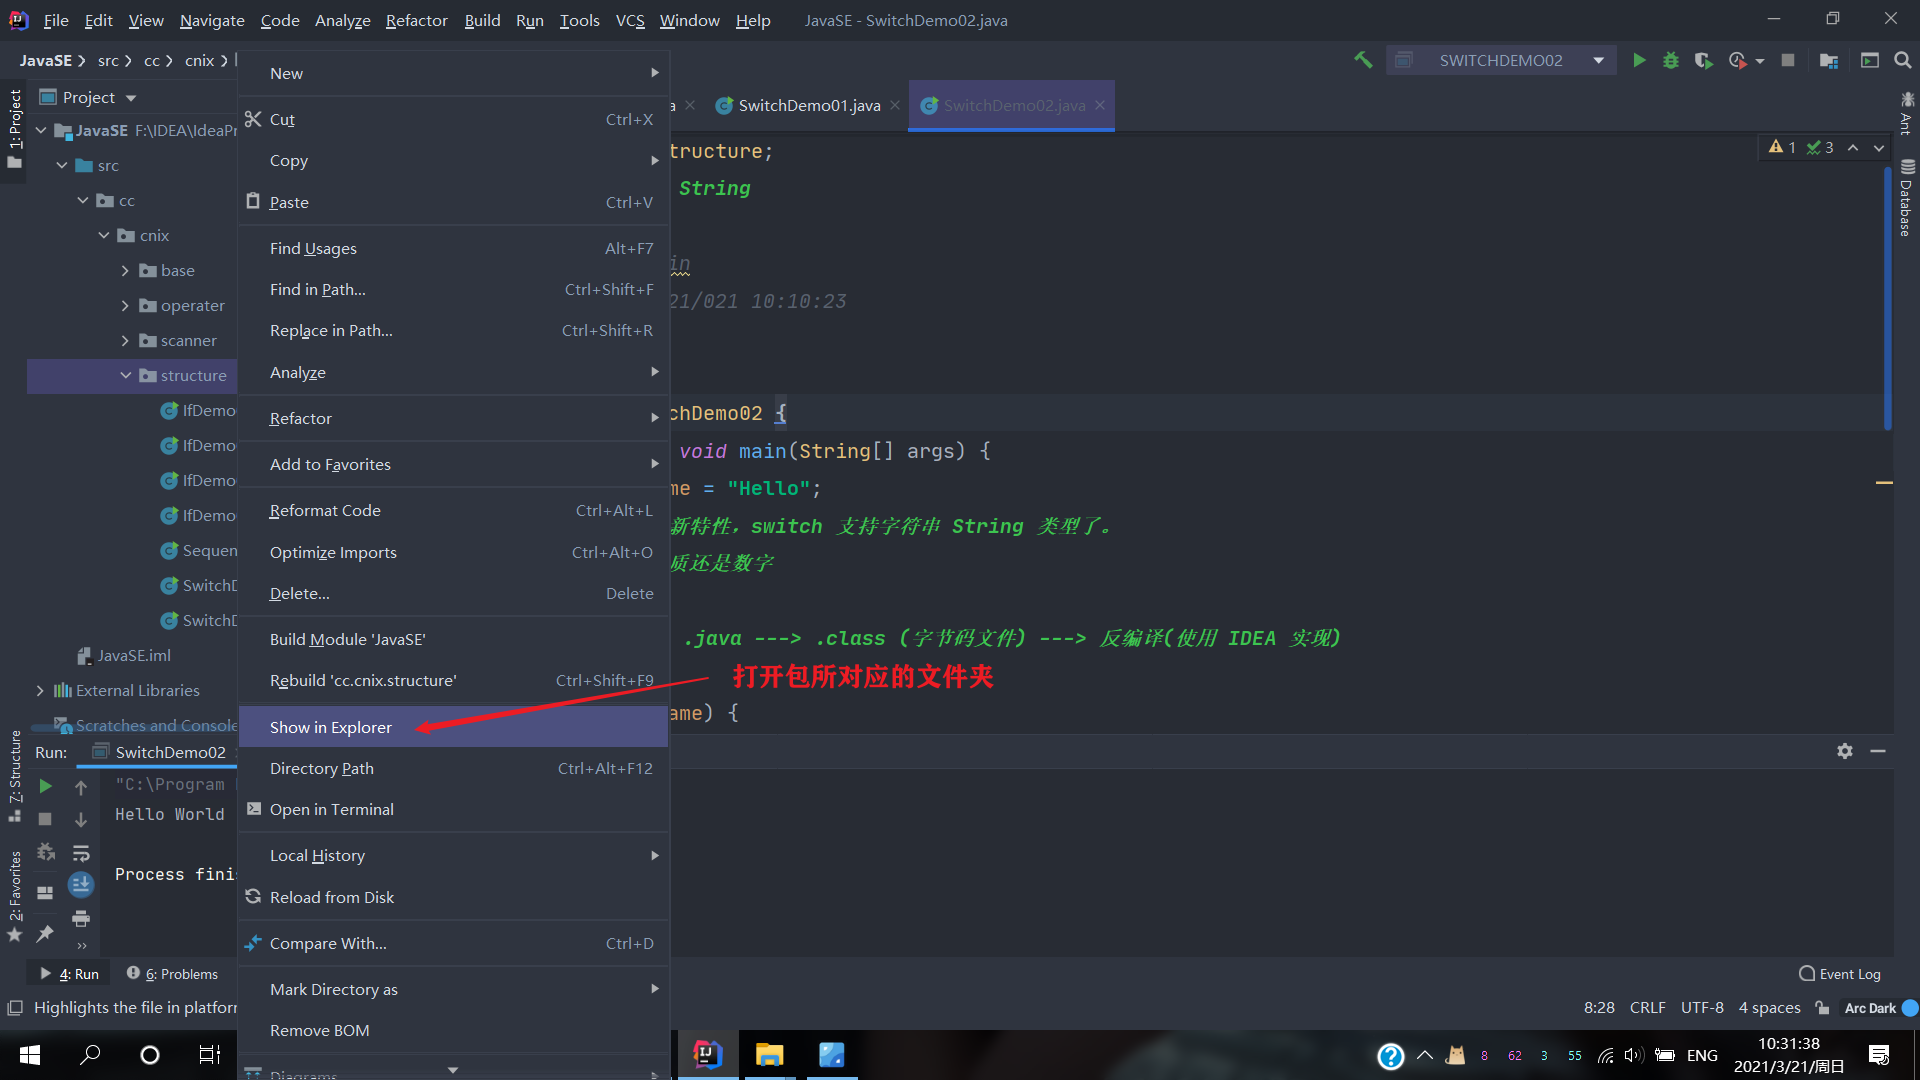 File Edit View Navigate Code Analyze Refactor Build Run Tools VCS Window Help JavaSE - SwitchDemo02.java
JavaSE src cc cnix
SWITCHDEMO02
1: Project
Project
SwitchDemo01.java
SwitchDemo02.java
JavaSE F:\IDEA\IdeaPr
src
cc
cnix
base
operater
scanner
structure
IfDemo
IfDemo
IfDemo
IfDemo
Sequen
SwitchD
SwitchD
JavaSE.iml
External Libraries
Scratches and Console
New
Cut Ctrl+X
Copy
Paste Ctrl+V
Find Usages Alt+F7
Find in Path... Ctrl+Shift+F
Replace in Path... Ctrl+Shift+R
Analyze
Refactor
Add to Favorites
Reformat Code Ctrl+Alt+L
Optimize Imports Ctrl+Alt+O
Delete... Delete
Build Module 'JavaSE'
Rebuild 'cc.cnix.structure' Ctrl+Shift+F9
Show in Explorer
Directory Path Ctrl+Alt+F12
Open in Terminal
Local History
Reload from Disk
Compare With... Ctrl+D
Mark Directory as
Remove BOM
Diagrams
tructure;
String
in
21/021 10:10:23
chDemo02 {
void main(String[] args) {
me = "Hello";
新特性，switch 支持字符串 String 类型了。
质还是数字
.java ---> .class (字节码文件) ---> 反编译(使用 IDEA 实现)
打开包所对应的文件夹
ame) {
1 3
Ant
Database
7: Structure
2: Favorites
Run: SwitchDemo02
"C:\Program
Hello World
Process finis
4: Run 6: Problems
Event Log
Highlights the file in platforr
8:28 CRLF UTF-8 4 spaces Arc Dark
8 62 3 55 ENG
10:31:38
2021/3/21/周日